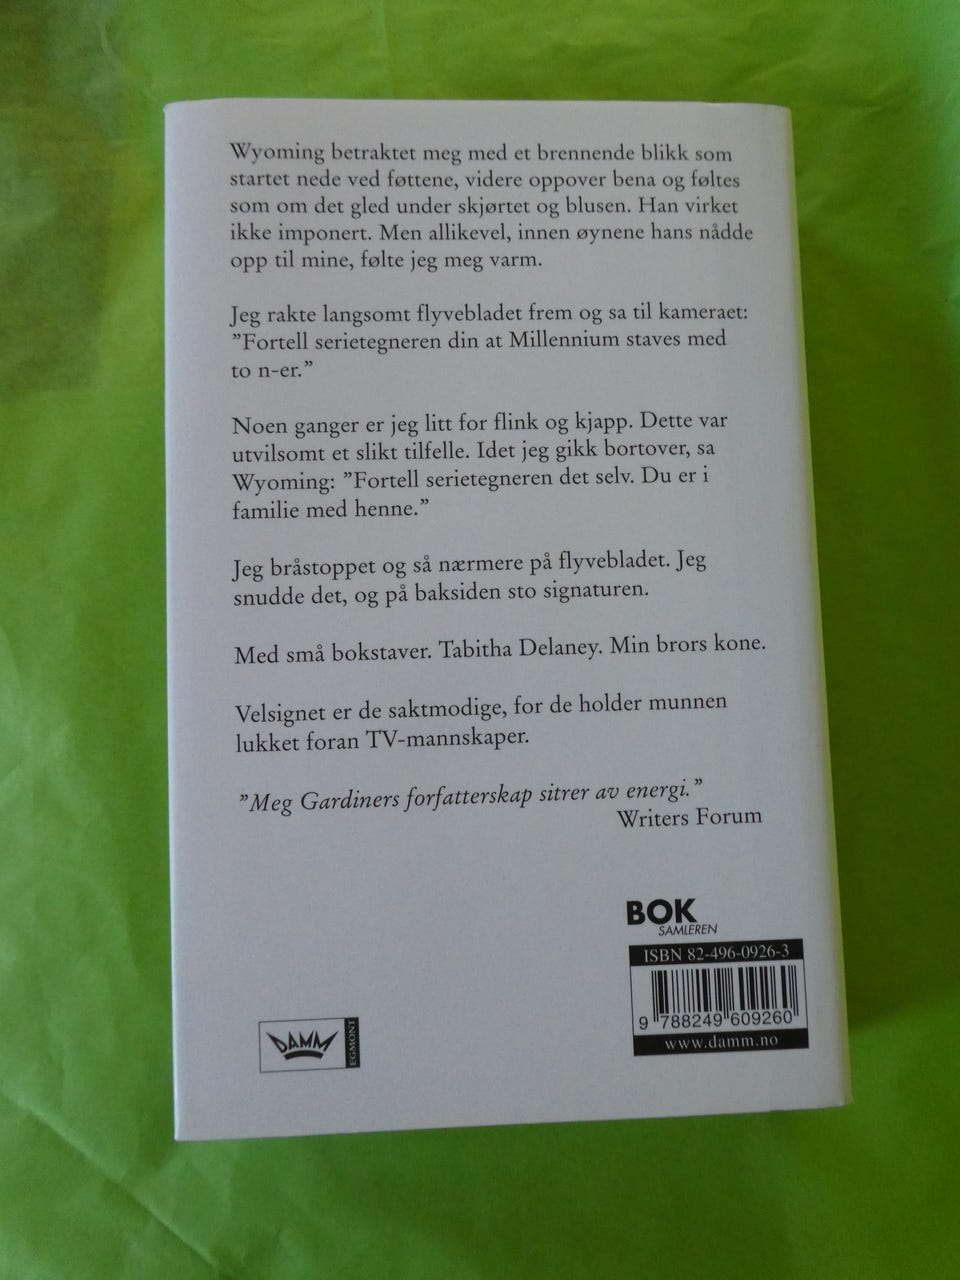 Wyoming betraktet meg med et brennende blikk som
startet nede ved føttene, videre oppover bena og føltes
som om det gled under skjørtet og blusen. Han virket
ikke imponert. Men allikevel, innen øynene hans nådde
opp til mine, følte jeg meg varm.
Jeg rakte langsomt flyvebladet frem og sa til kameraet:
”Fortell serietegneren din at Millennium staves med
to n-er.”
Noen ganger er jeg litt for flink og kjapp. Dette var
utvilsomt et slikt tilfelle. Idet jeg gikk bortover, sa
Wyoming: ”Fortell serietegneren det selv. Du er i
familie med henne.”
Jeg bråstoppet og så nærmere på flyvebladet. Jeg
snudde det, og på baksiden sto signaturen.
Med små bokstaver. Tabitha Delaney. Min brors kone.
Velsignet er de saktmodige, for de holder munnen
lukket foran TV-mannskaper.
”Meg Gardiners forfatterskap sitrer av energi.”
Writers Forum
BOK
SAMLEREN
ISBN 82-496-0926-3
9 788249 609260
www.damm.no
DAMM
EGMONT